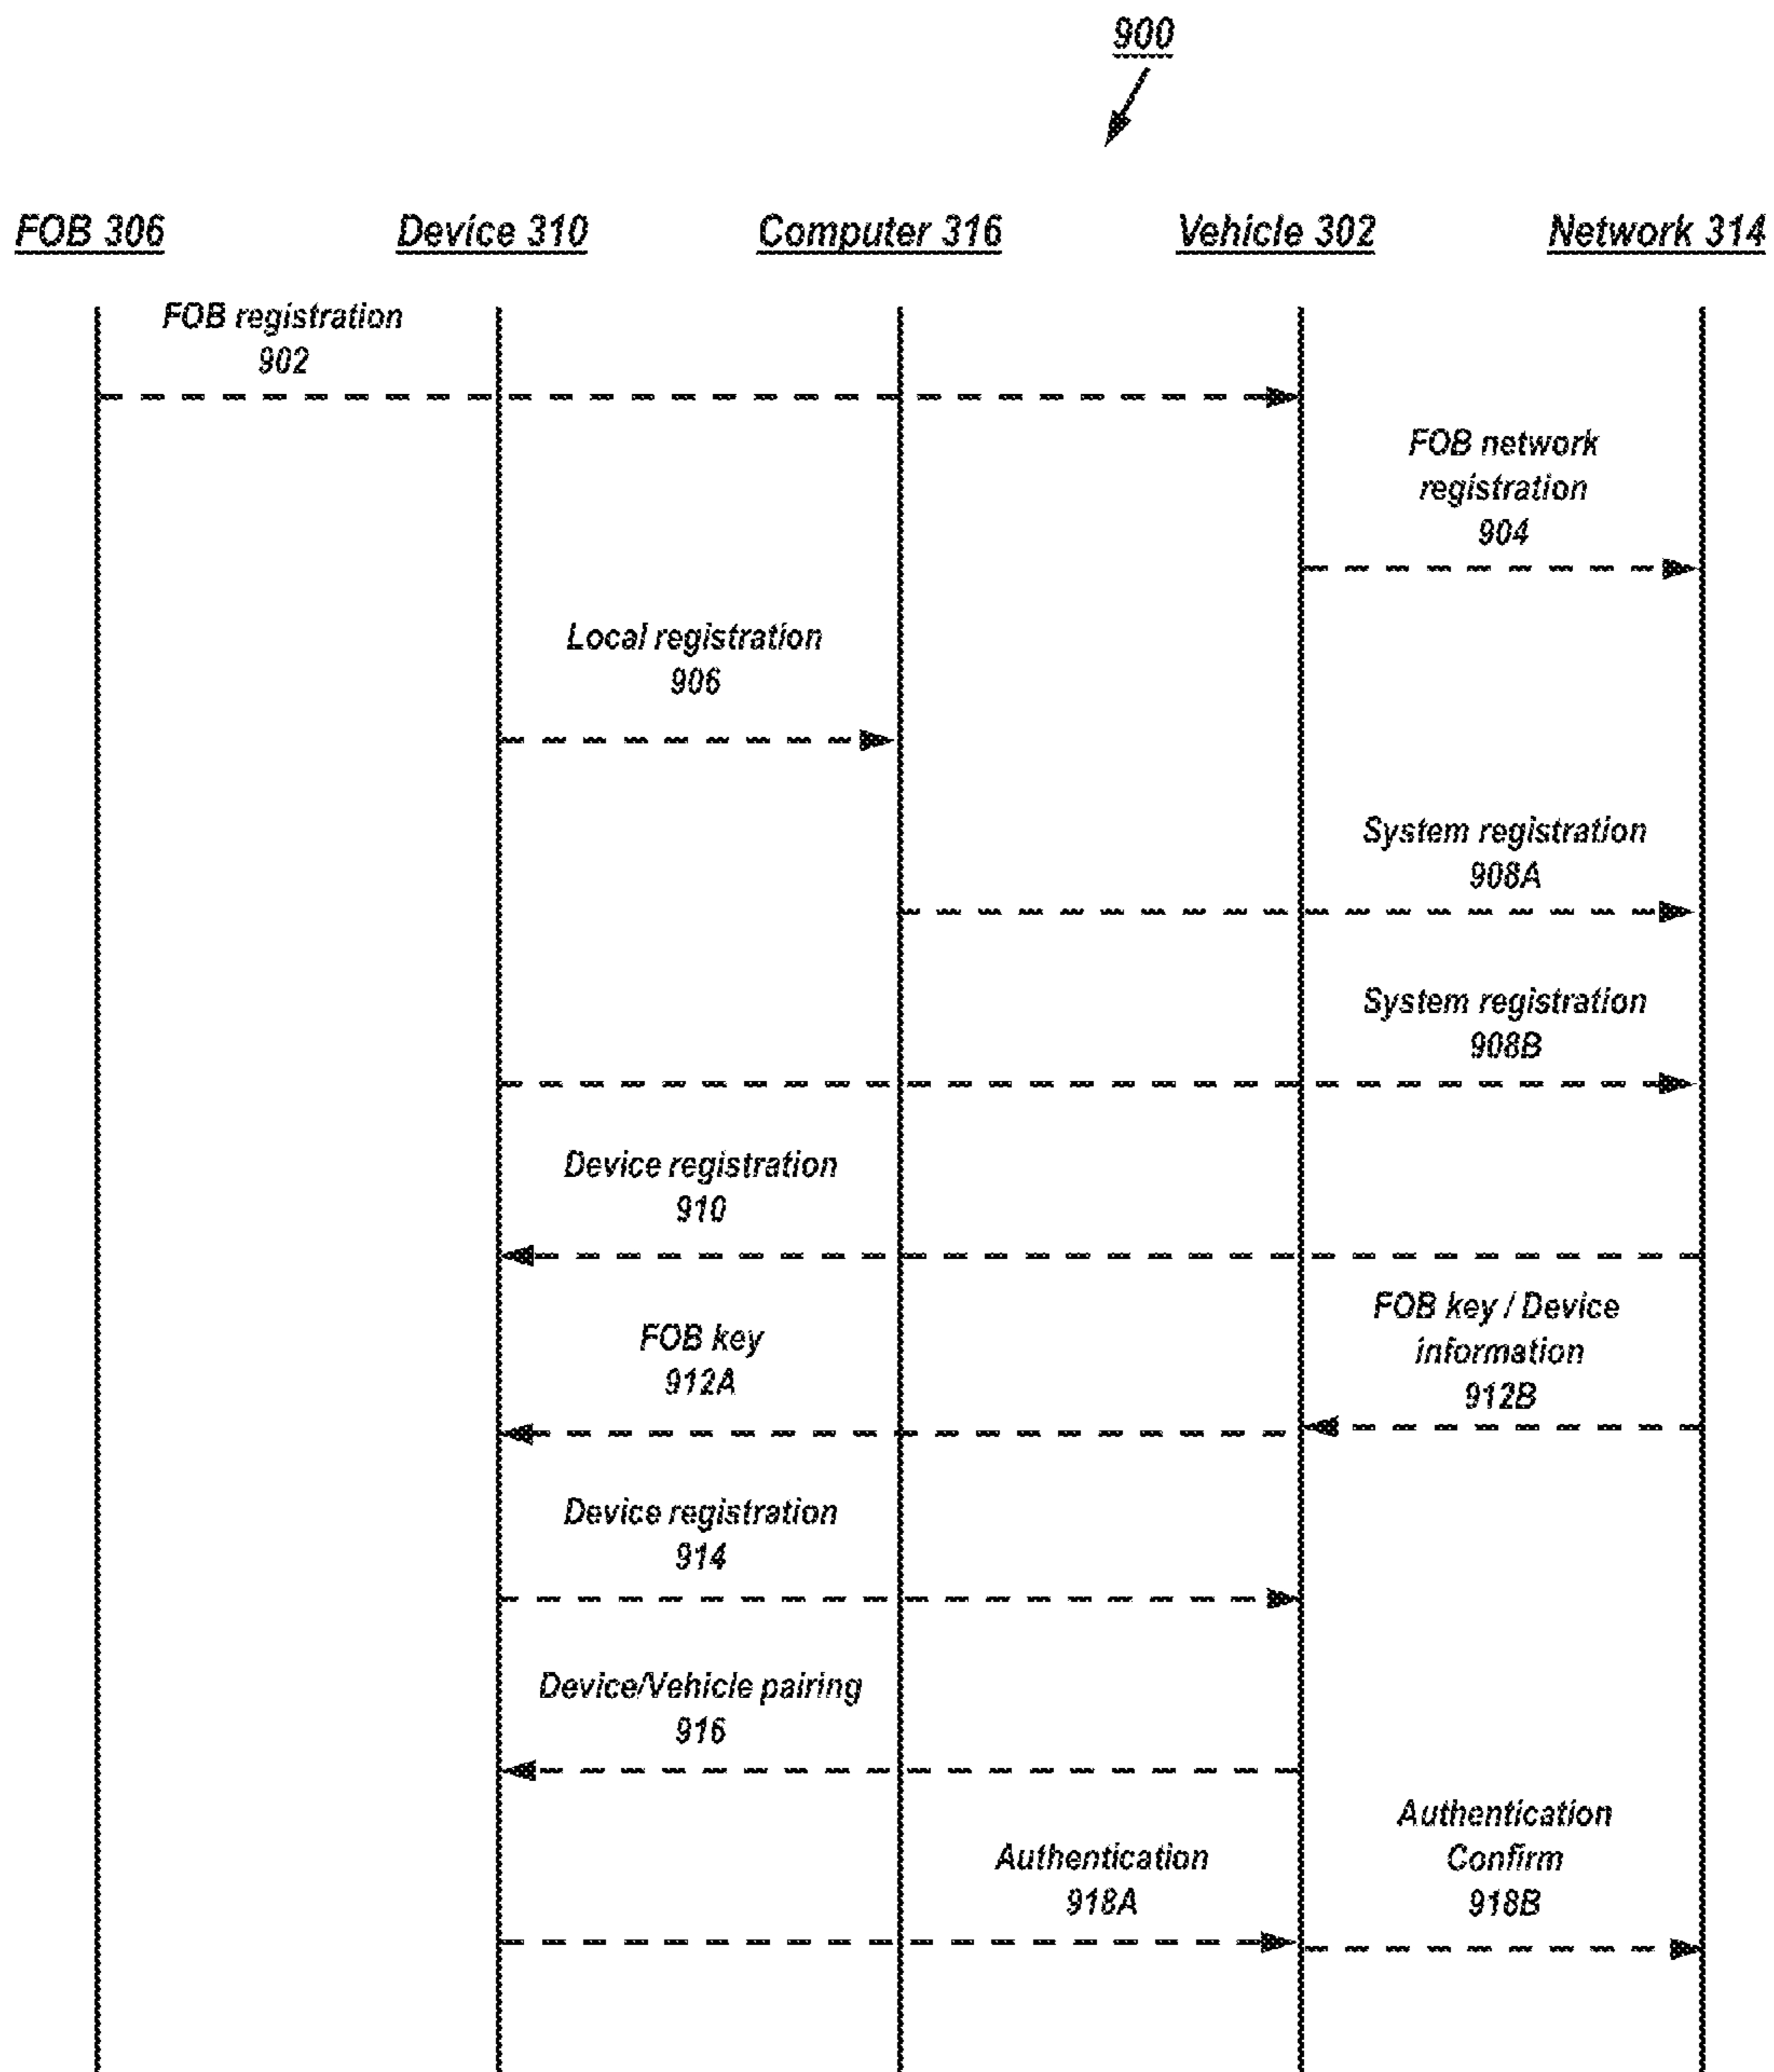 900
FOB 306
Device 310
Computer 316
Vehicle 302
Network 314
FOB registration
902
FOB network
registration
904
Local registration
906
System registration
908A
System registration
908B
Device registration
910
FOB key / Device
information
912B
FOB key
912A
Device registration
914
Device/Vehicle pairing
916
Authentication
918A
Authentication
Confirm
918B